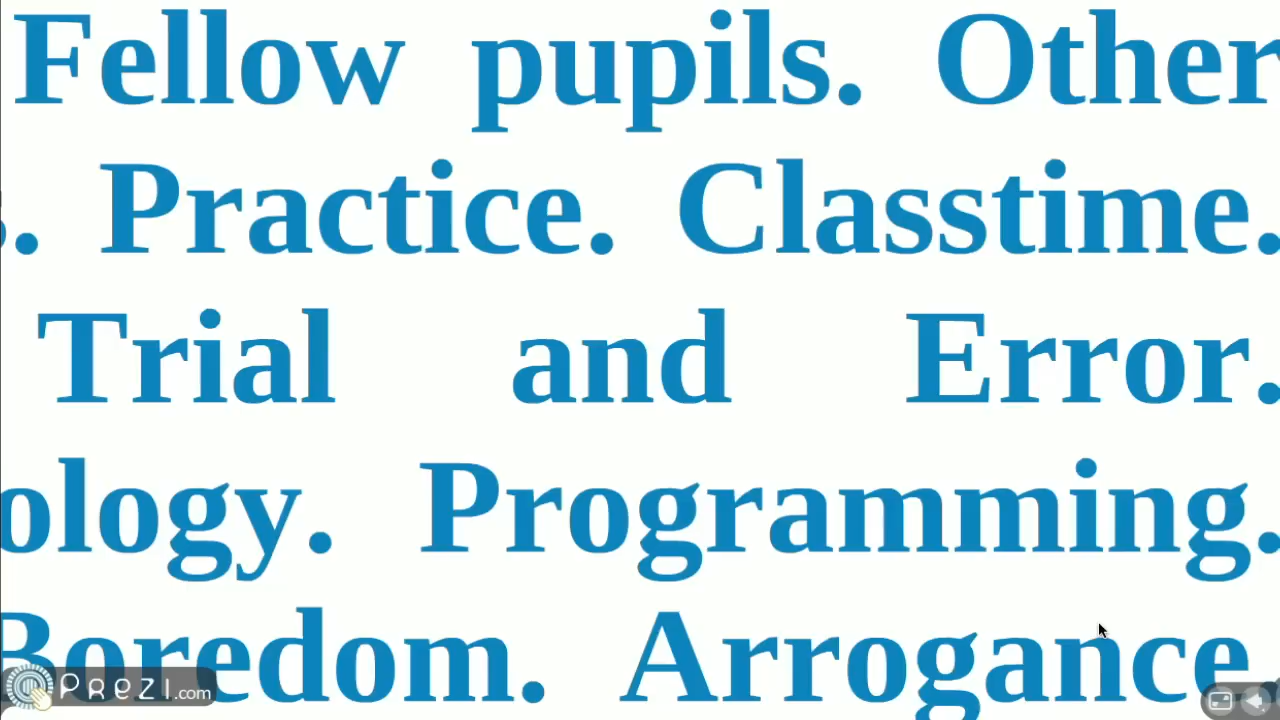 Fellow pupils. Other
. Practice. Classtime.
Trial and Error.
ology. Programming.
Boredom. Arrogance.
Prezi.com